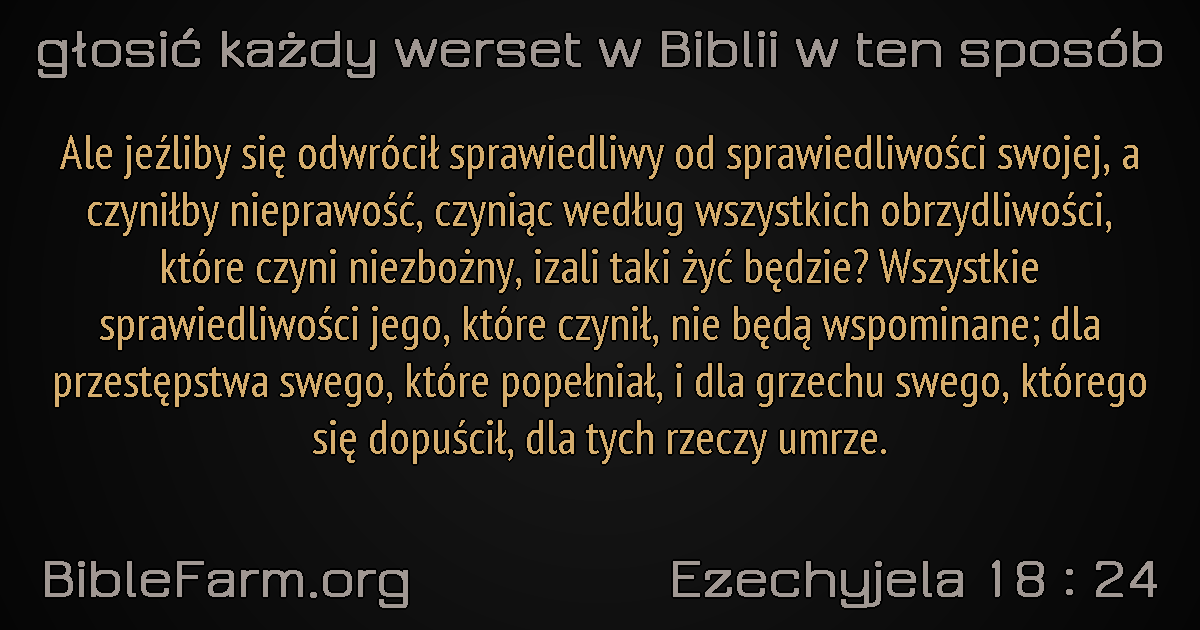 głosić każdy werset w Biblii w ten sposób
Ale jeźliby się odwrócił sprawiedliwy od sprawiedliwości swojej, a
czyniłby nieprawość, czyniąc według wszystkich obrzydliwości,
które czyni niezbożny, izali taki żyć będzie? Wszystkie
sprawiedliwości jego, które czynił, nie będą wspominane; dla
przestępstwa swego, które popełniał, i dla grzechu swego, którego
się dopuścił, dla tych rzeczy umrze.
BibleFarm.org
Ezechyjela 18 : 24